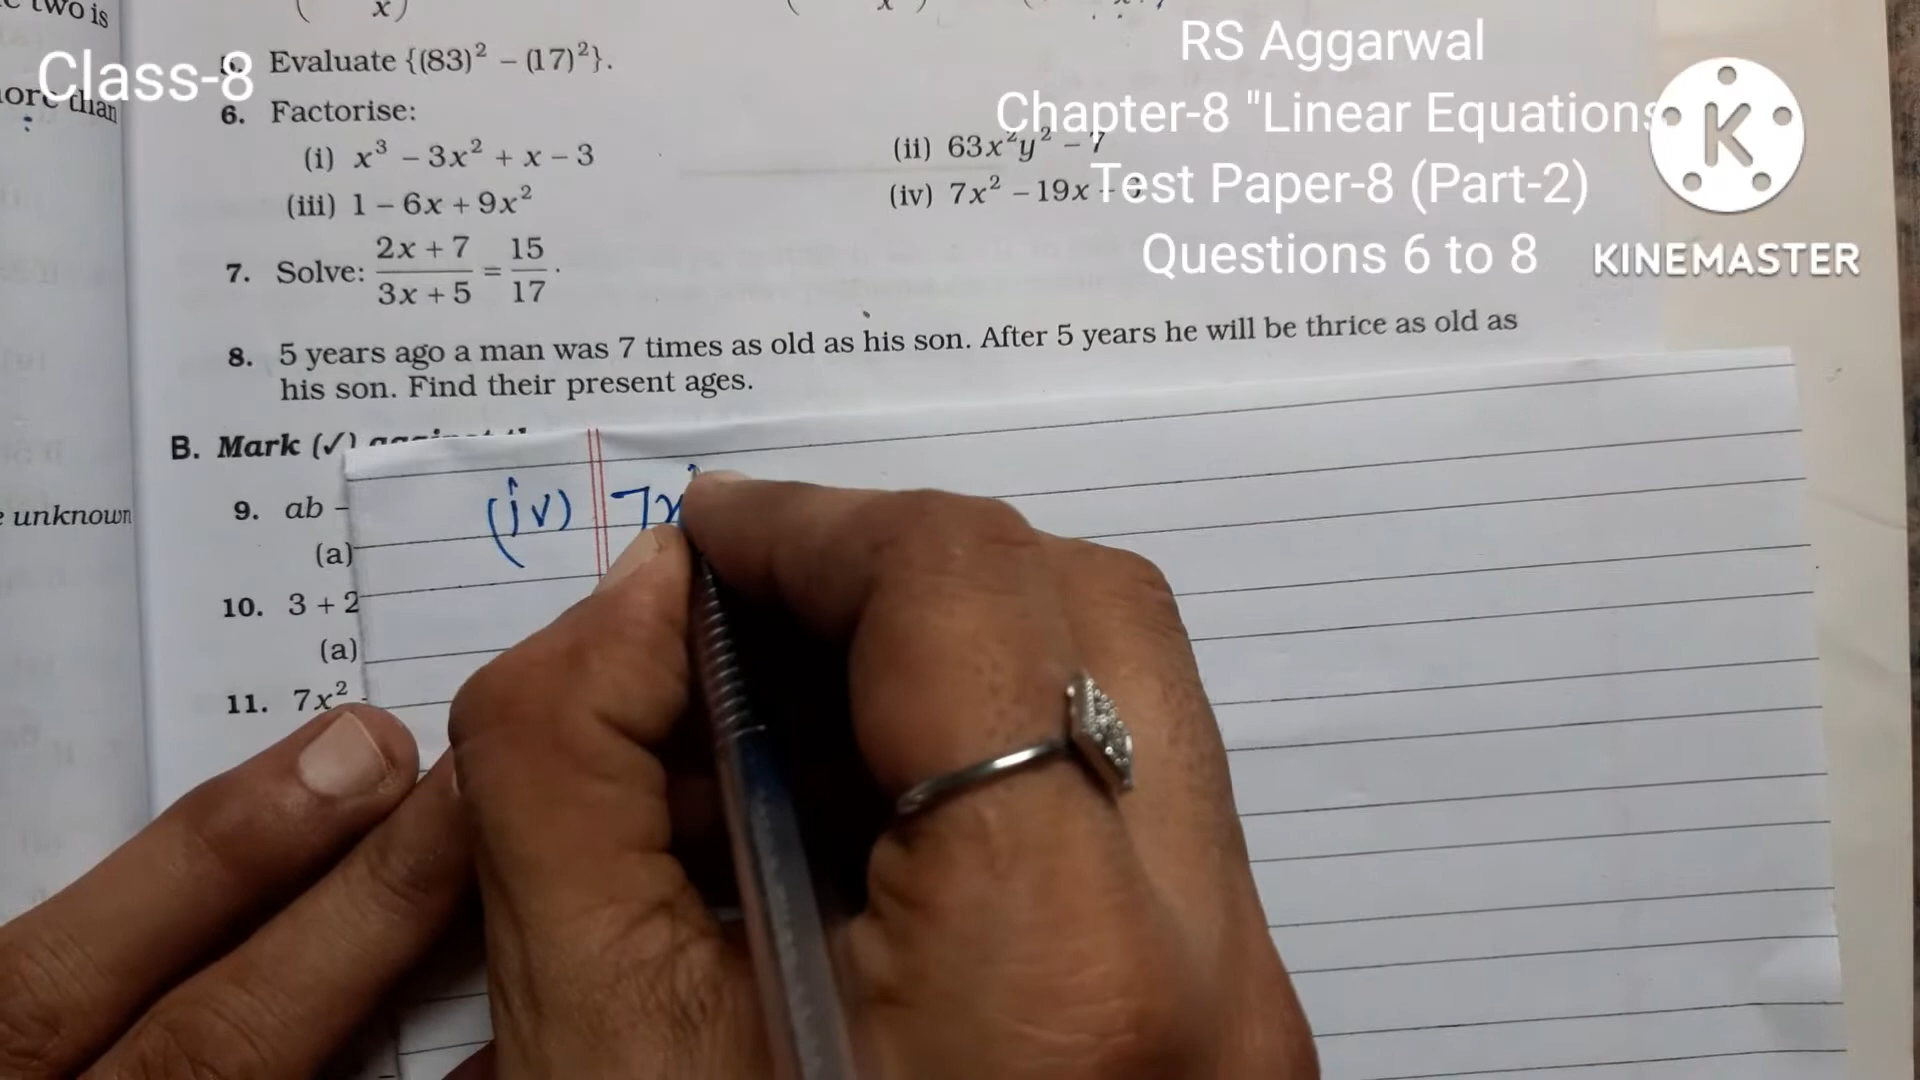 two is
x)
Class-8
RS Aggarwal
5. Evaluate {(83)² – (17)²}.
ore than
6. Factorise:
Chapter-8 "Linear Equations
(i) x³ – 3x² + x – 3
(ii) 63x²y² – 7
(iii) 1 – 6x + 9x²
(iv) 7x² – 19x –
Test Paper-8 (Part-2)
Questions 6 to 8
KINEMASTER
7. Solve: (2x + 7)/(3x + 5) = 15/17.
8. 5 years ago a man was 7 times as old as his son. After 5 years he will be thrice as old as
his son. Find their present ages.
B. Mark (✓)
(iv) 7x
unknown
9. ab –
(a)
10. 3 + 2
(a)
11. 7x²